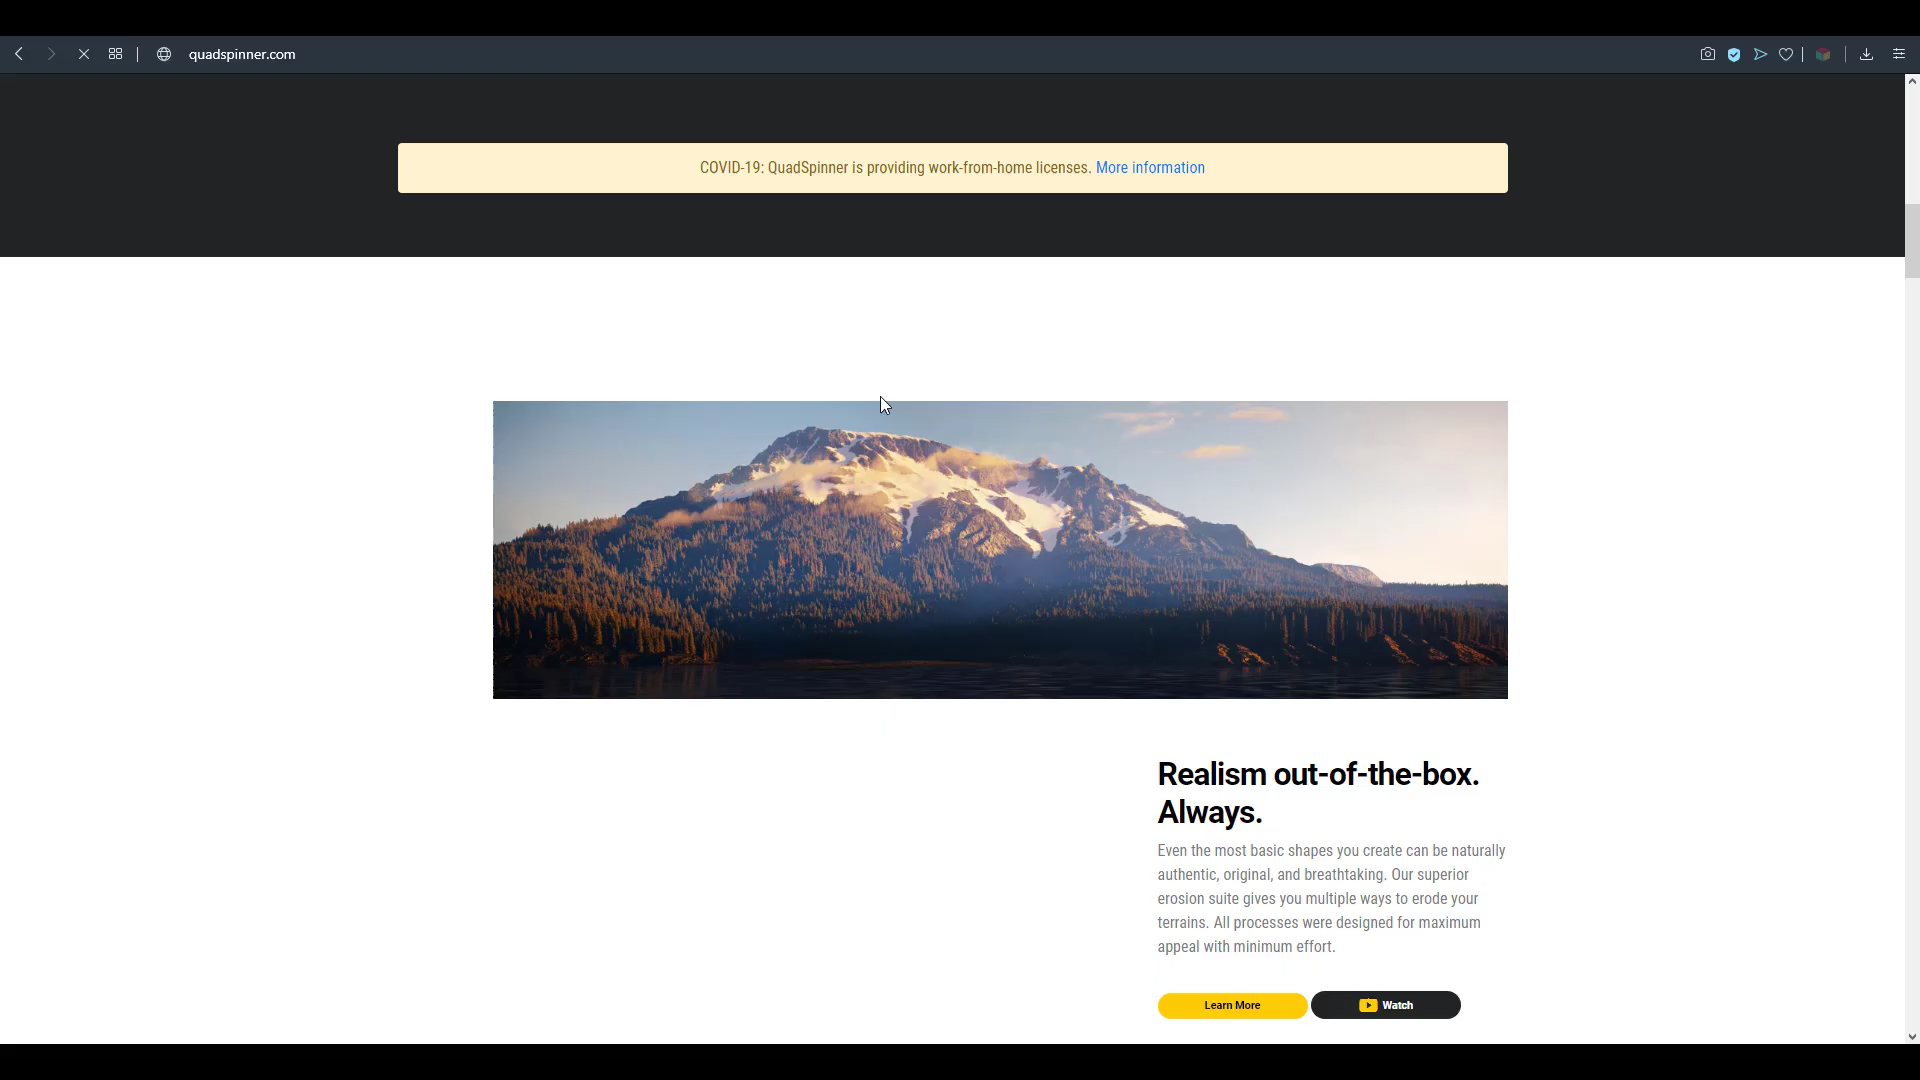 quadspinner.com
COVID-19: QuadSpinner is providing work-from-home licenses. More information
Realism out-of-the-box.
Always.
Even the most basic shapes you create can be naturally
authentic, original, and breathtaking. Our superior
erosion suite gives you multiple ways to erode your
terrains. All processes were designed for maximum
appeal with minimum effort.
Learn More
Watch